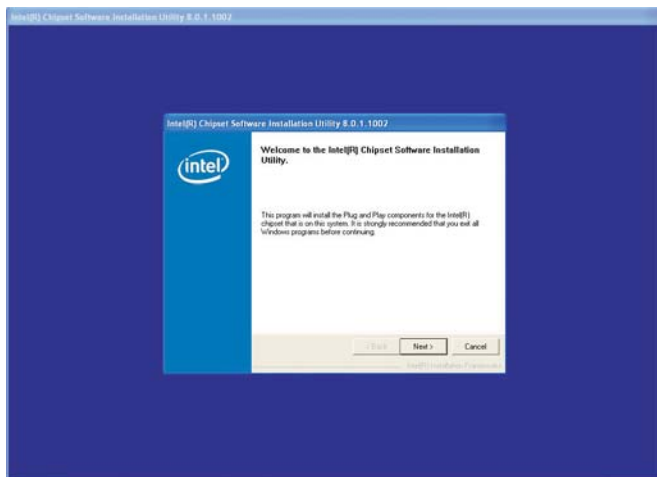 Intel(R) Chipset Software Installation Utility 8.0.1.1002
Intel(R) Chipset Software Installation Utility 8.0.1.1002
intel
Welcome to the Intel(R) Chipset Software Installation
Utility.
This program will install the Plug and Play components for the Intel(R)
chipset that is on this system. It is strongly recommended that you exit all
Windows programs before continuing.
< Back
Next >
Cancel
Intel(R) Installation Framework